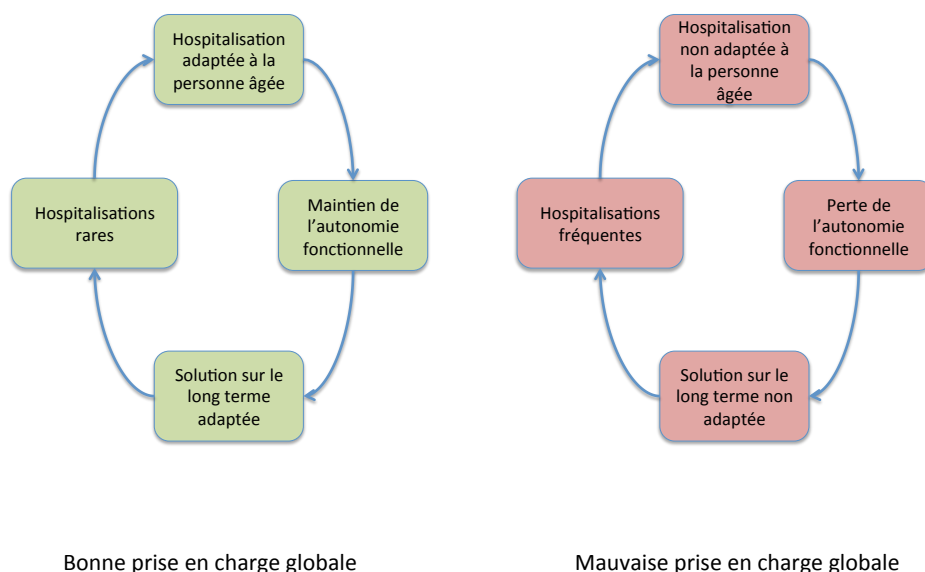 Hospitalisation
adaptée à la
personne âgée
Maintien de
l'autonomie
fonctionnelle
Solution sur le
long terme
adaptée
Hospitalisations
rares
Bonne prise en charge globale
Hospitalisation
non adaptée à
la personne
âgée
Perte de
l'autonomie
fonctionnelle
Solution sur le
long terme non
adaptée
Hospitalisations
fréquentes
Mauvaise prise en charge globale